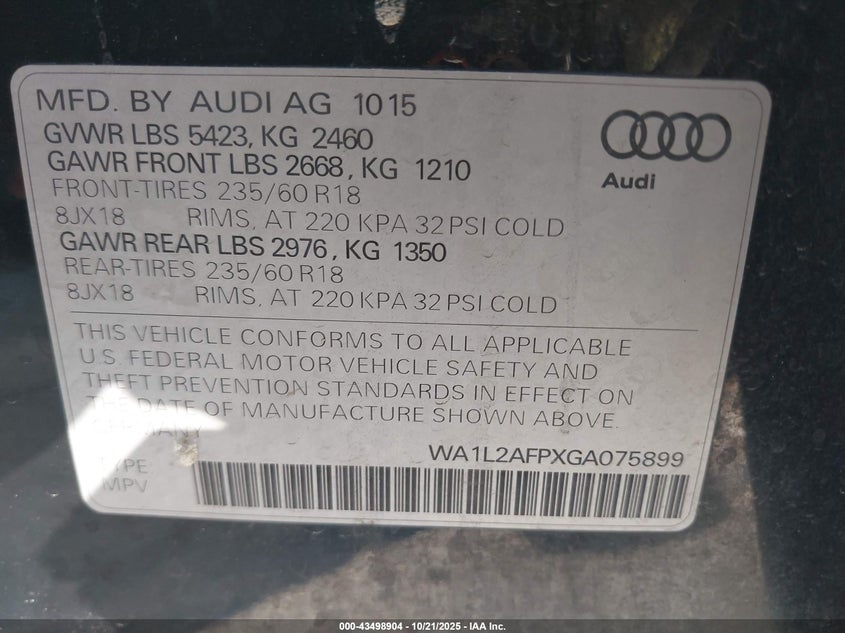 MFD. BY AUDI AG 1015
GVWR LBS 5423, KG 2460
GAWR FRONT LBS 2668, KG 1210
FRONT-TIRES 235/60 R18
8JX18 RIMS, AT 220 KPA 32 PSI COLD
GAWR REAR LBS 2976, KG 1350
REAR-TIRES 235/60 R18
8JX18 RIMS, AT 220 KPA 32 PSI COLD
Audi
THIS VEHICLE CONFORMS TO ALL APPLICABLE
U.S. FEDERAL MOTOR VEHICLE SAFETY AND
THEFT PREVENTION STANDARDS IN EFFECT ON
THE DATE OF MANUFACTURE SHOWN ABOVE.
GERMANY
WA1L2AFPXGA075899
TYPE
MPV
000-43498904 - 10/21/2025 - IAA Inc.